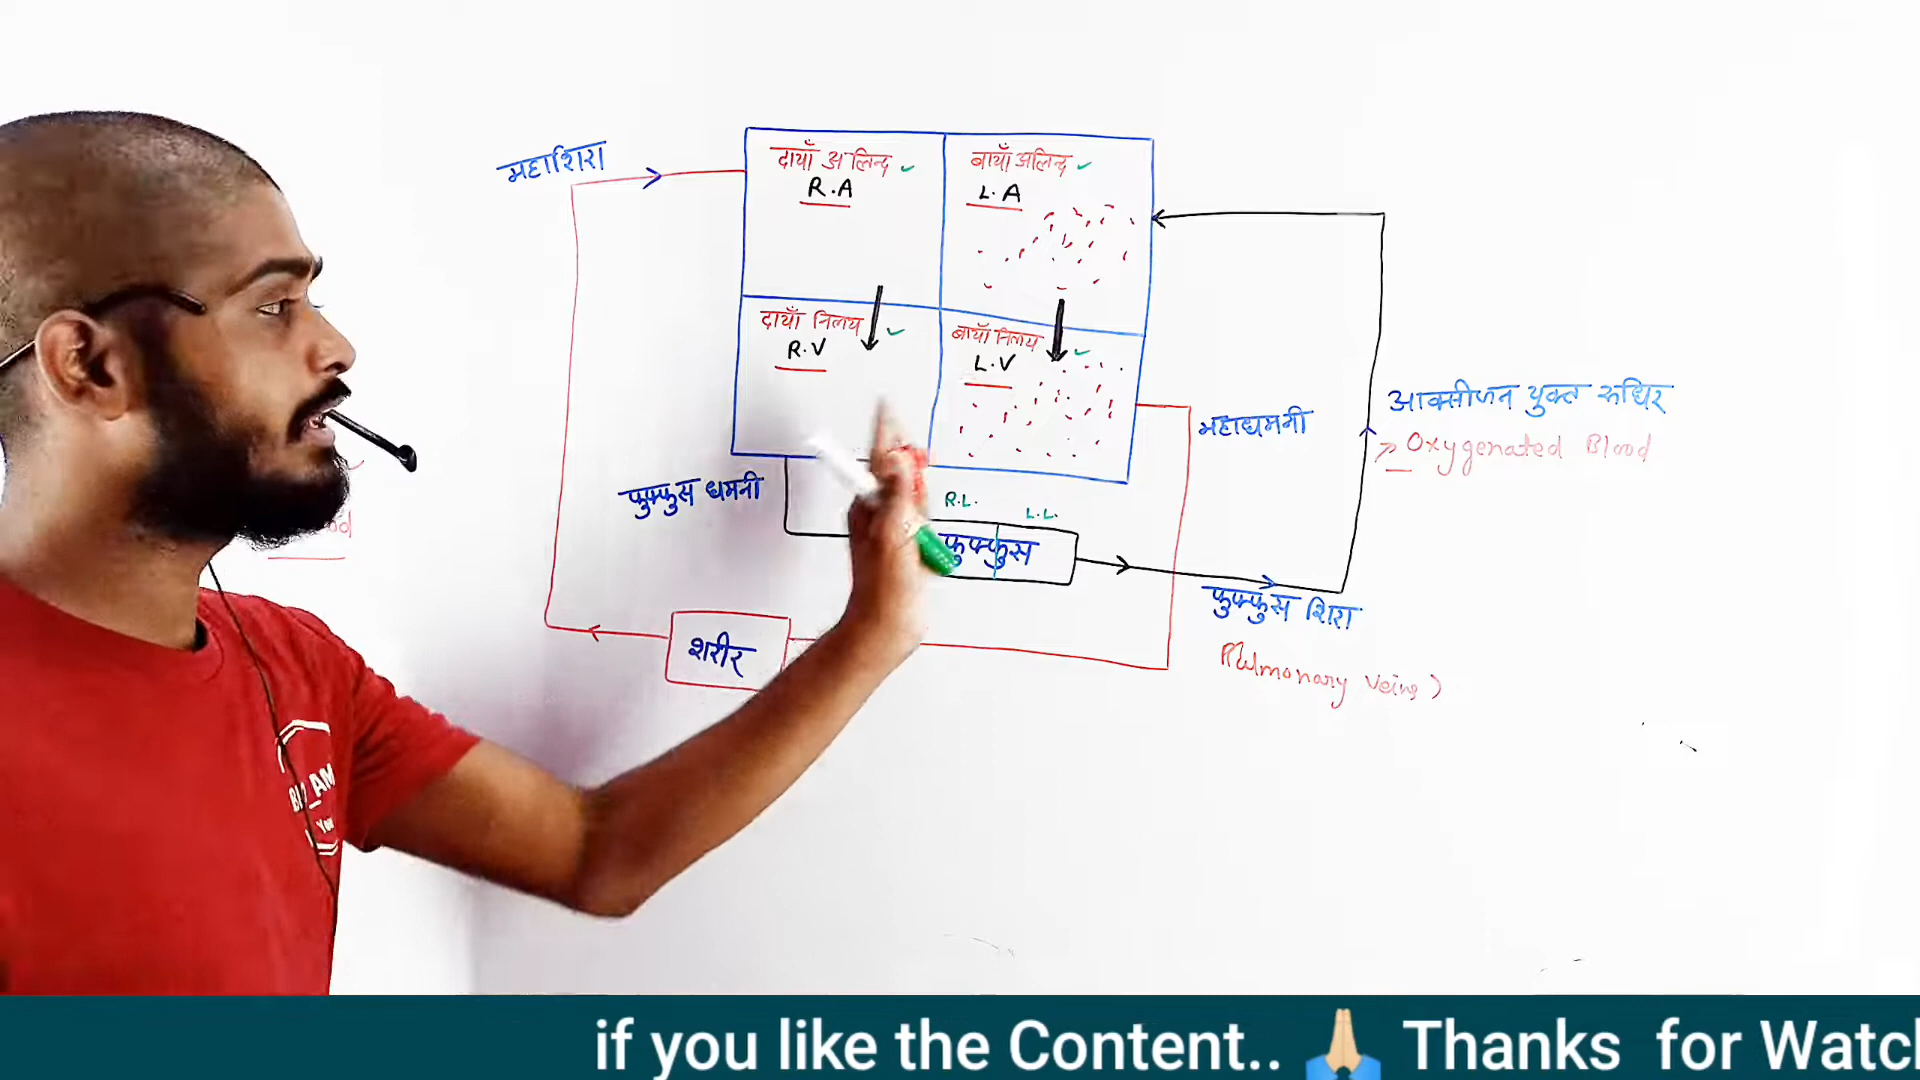 महाशिरा
दायाँ अलिन्द
R.A
बायाँ अलिन्द
L.A
दायाँ निलय
R.V
बायाँ निलय
L.V
महाधमनी
आक्सीजन युक्त रूधिर
Oxygenated Blood
फुफ्फुस धमनी
R.L.
L.L.
फुफ्फुस
फुफ्फुस शिरा
Pulmonary Veins)
शरीर
if you like the Content.. 🙏🏼 Thanks for Watc